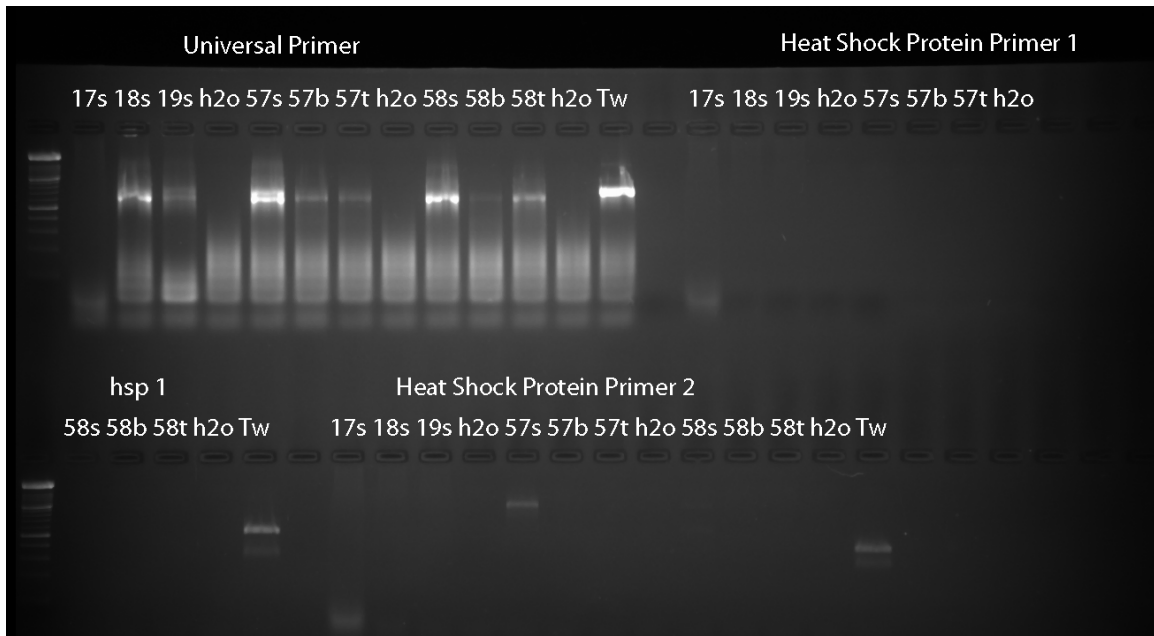 Universal Primer
Heat Shock Protein Primer 1
17s 18s 19s h2o 57s 57b 57t h2o 58s 58b 58t h2o Tw
17s 18s 19s h2o 57s 57b 57t h2o
hsp 1
Heat Shock Protein Primer 2
58s 58b 58t h2o Tw
17s 18s 19s h2o 57s 57b 57t h2o 58s 58b 58t h2o Tw